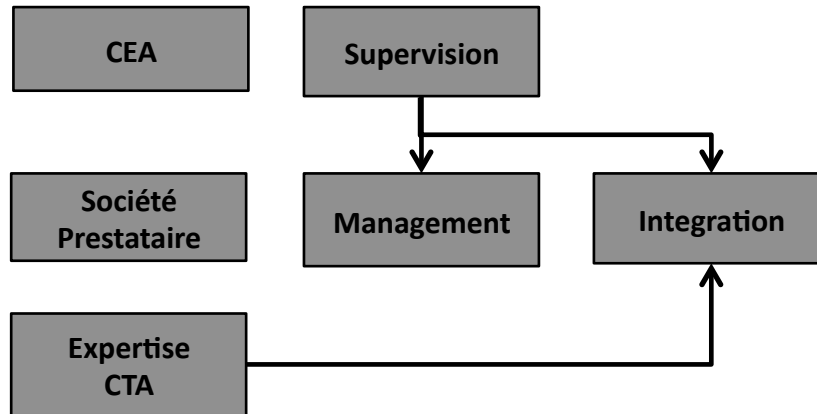 CEA
Supervision
Société
Prestataire
Management
Integration
Expertise
CTA